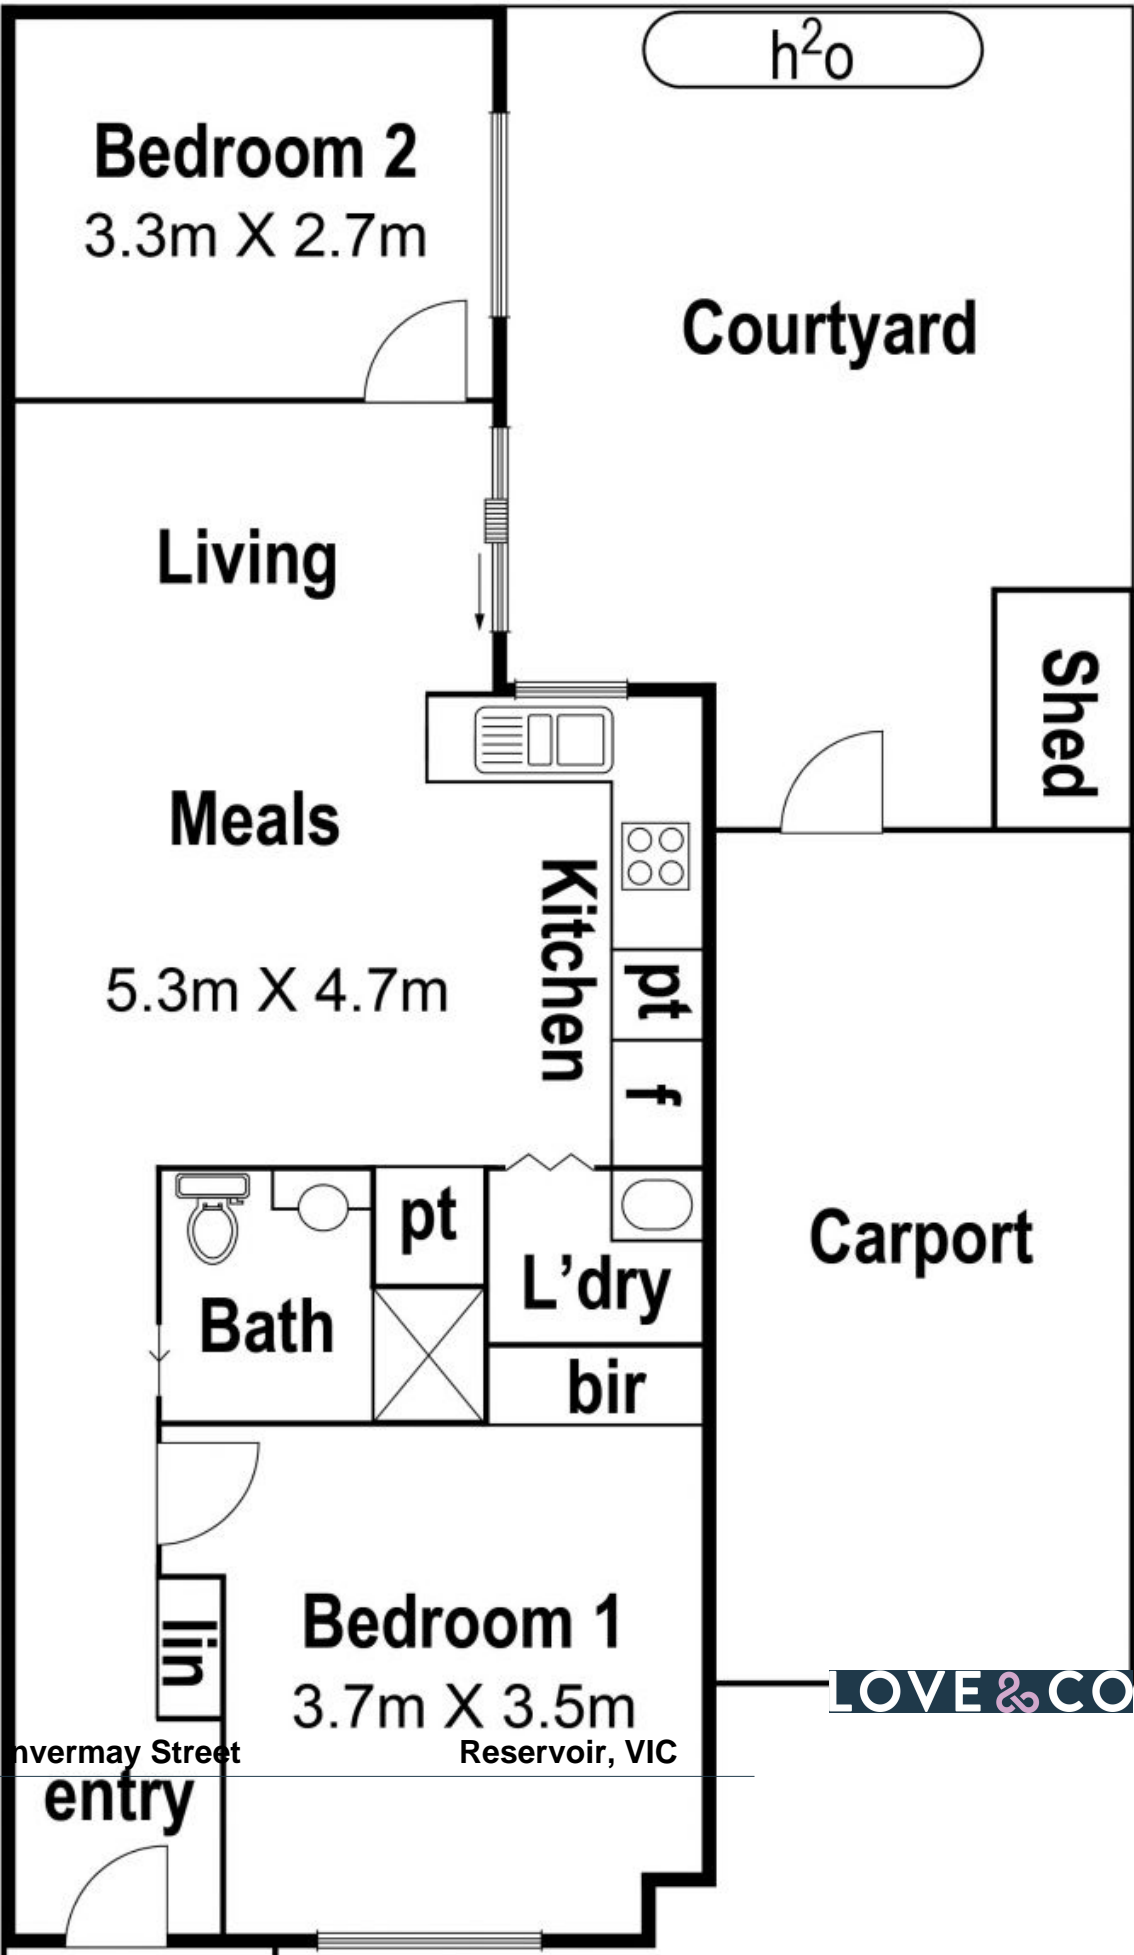 h²o
Bedroom 2
3.3m X 2.7m
Courtyard
Living
Shed
Meals
Kitchen
5.3m X 4.7m
pt
f
pt
L’dry
Carport
Bath
bir
Bedroom 1
lin
3.7m X 3.5m
LOVE & CO
nvermay Street Reservoir, VIC
entry